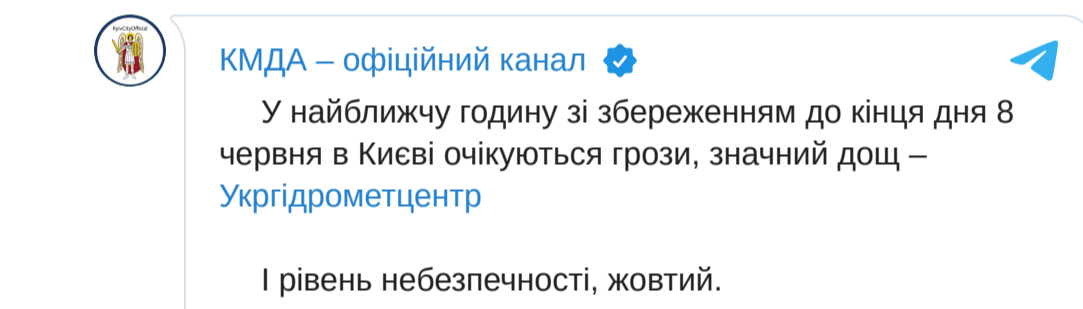 KyivCityOfficial
КМДА – офіційний канал
У найближчу годину зі збереженням до кінця дня 8
червня в Києві очікуються грози, значний дощ –
Укргідрометцентр
І рівень небезпечності, жовтий.